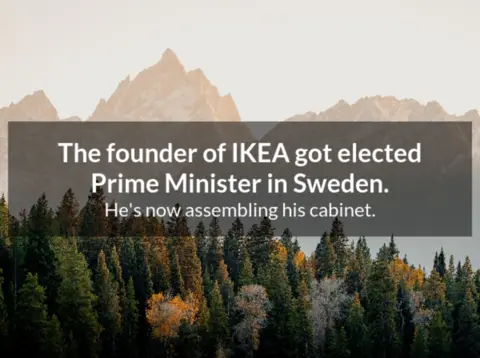 The founder of IKEA got elected
Prime Minister in Sweden.
He's now assembling his cabinet.